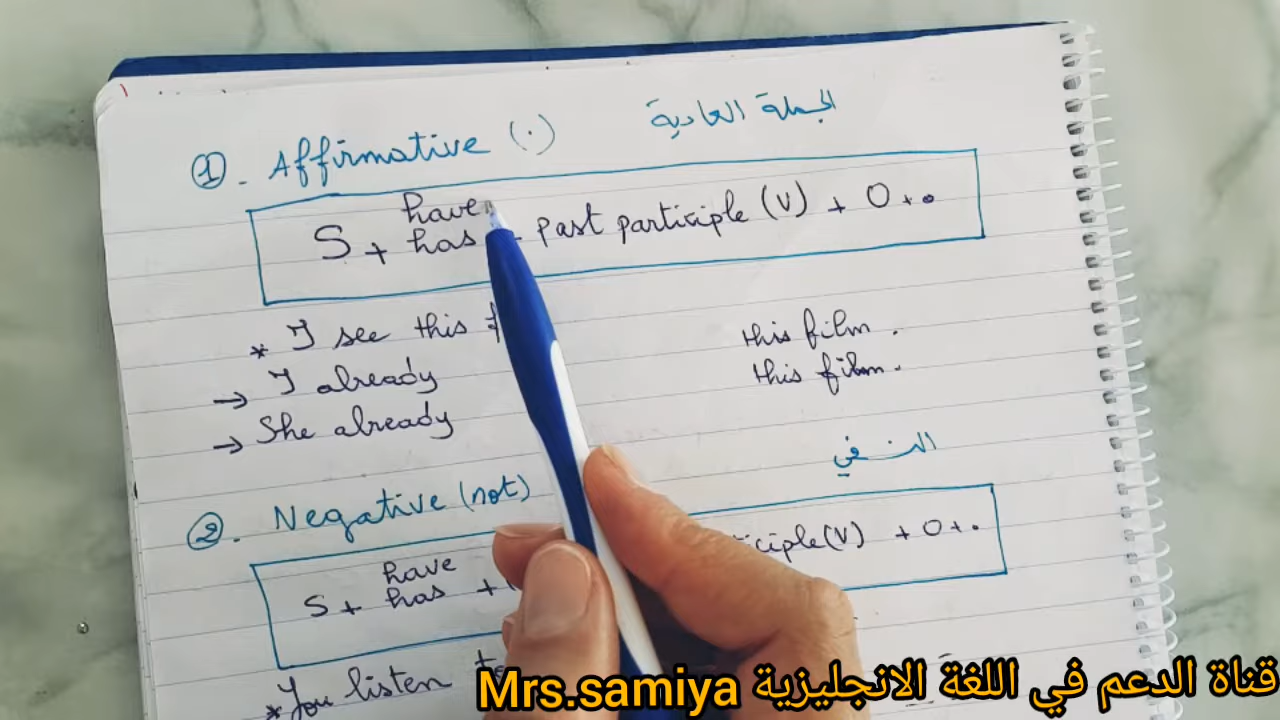 ①. Affirmative (.) الجملة العادية
have
S + has + past participle (V) + O + .
* I see this this film .
→ I already this film .
→ She already
النفي
②. Negative (not)
have
S + has + ticiple (V) + O + .
* You listen
Mrs.samiya قناة الدعم في اللغة الانجليزية